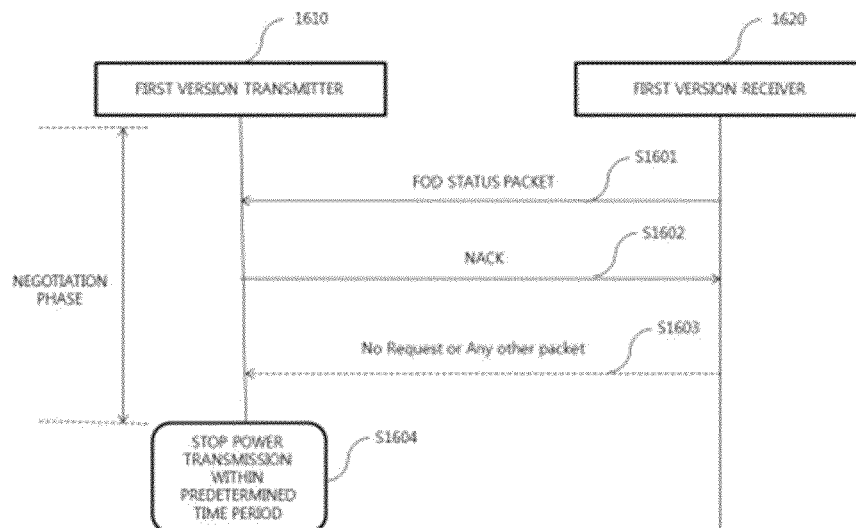 1610
1620
FIRST VERSION TRANSMITTER
FIRST VERSION RECEIVER
S1601
FOD STATUS PACKET
S1602
NACK
NEGOTIATION
PHASE
S1603
No Request or Any other packet
S1604
STOP POWER
TRANSMISSION
WITHIN
PREDETERMINED
TIME PERIOD